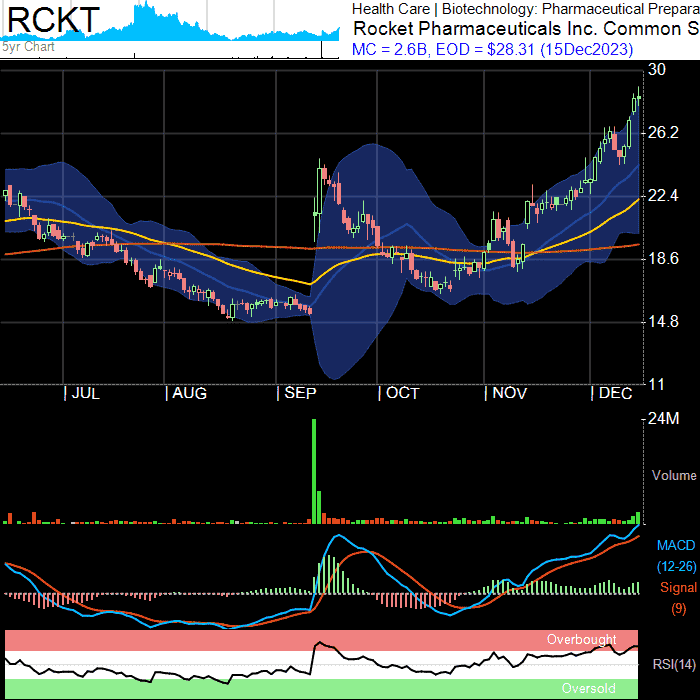 RCKT
5yr Chart
Health Care | Biotechnology: Pharmaceutical Prepara
Rocket Pharmaceuticals Inc. Common S
MC = 2.6B, EOD = $28.31 (15Dec2023)
30
26.2
22.4
18.6
14.8
11
| JUL | AUG | SEP | OCT | NOV | DEC
24M
Volume
MACD
(12-26)
Signal
(9)
Overbought
RSI(14)
Oversold